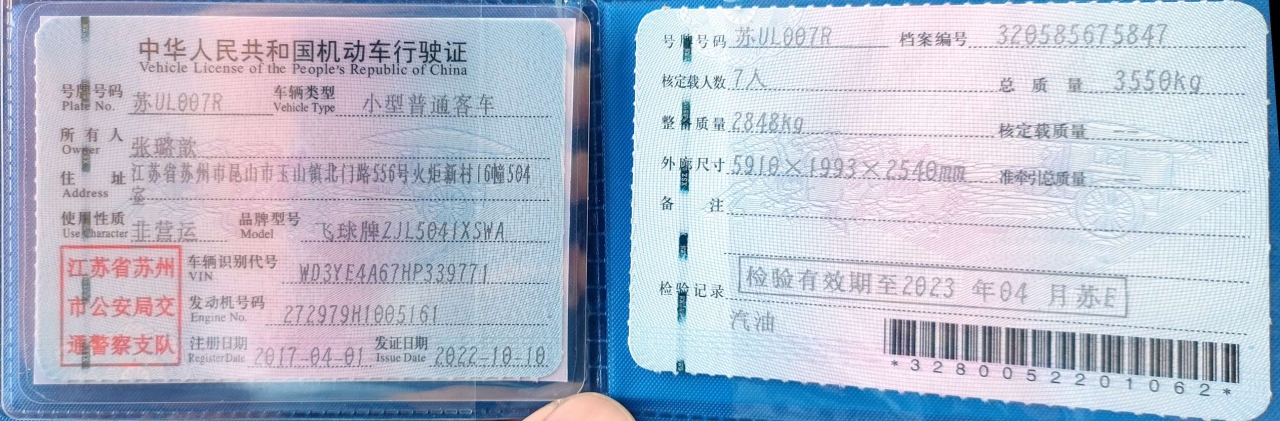 中华人民共和国机动车行驶证
Vehicle License of the People's Republic of China
号牌号码 苏UL007R 车辆类型 小型普通客车
Plate No. Vehicle Type
所有人 张璐歆
Owner
住址 江苏省苏州市昆山市玉山镇北门路556号火炬新村16幢504
Address 室
使用性质 非营运 品牌型号 飞球牌ZJL5041XSWA
Use Character Model
江苏省苏州
市公安局交
通警察支队
车辆识别代号 WD3YE4A67HP339771
VIN
发动机号码 272979H1005161
Engine No.
注册日期 2017-04-01 发证日期 2022-10-10
Register Date Issue Date
号牌号码 苏UL007R 档案编号 320585675847
核定载人数 7人 总质量 3550kg
整备质量 2848kg 核定载质量 --
外廓尺寸 5910×1993×2540mm 准牵引总质量 --
备注
检验记录 检验有效期至2023 年04 月苏E
汽油
*3280052201062*